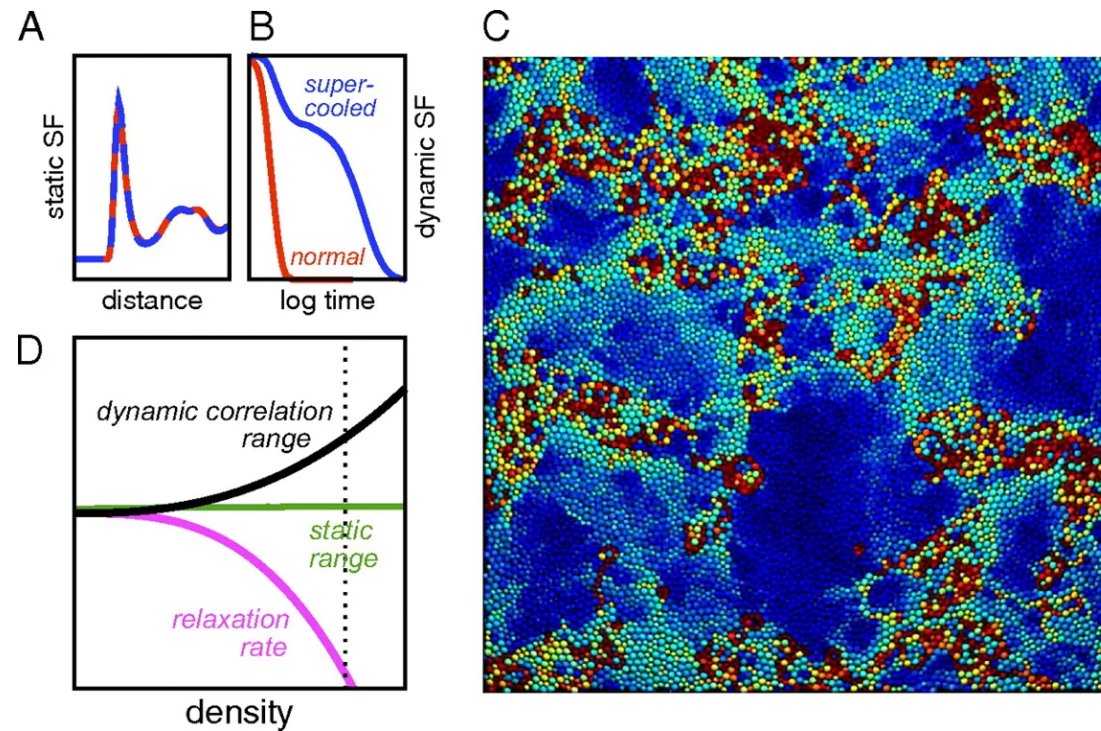 A
static SF
distance
B
super-
cooled
normal
log time
dynamic SF
C
D
dynamic correlation
range
static
range
relaxation
rate
density